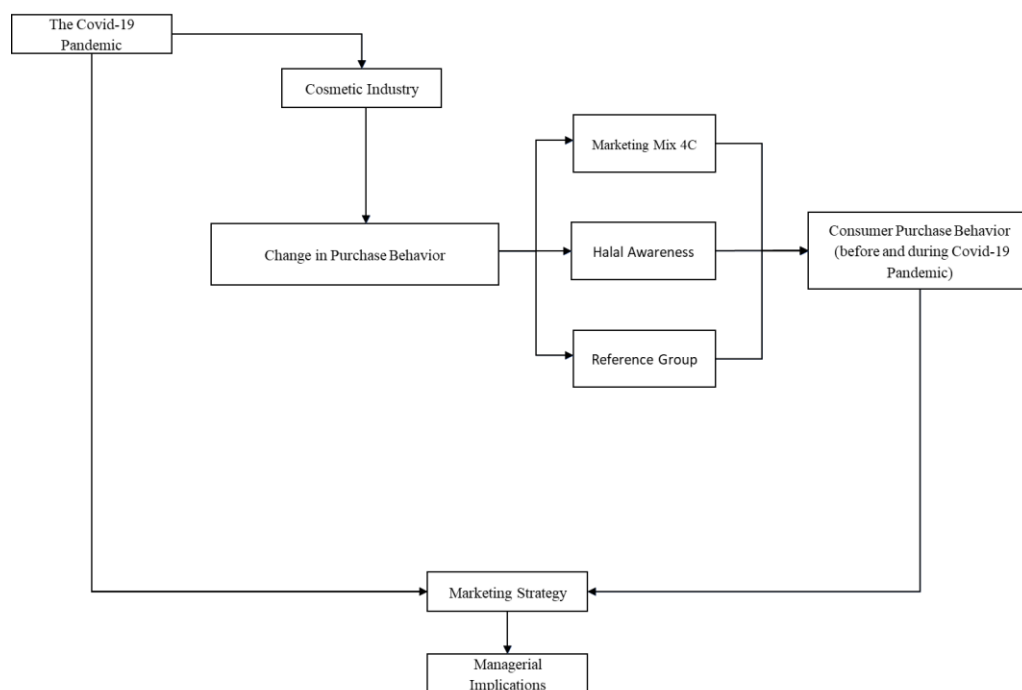 The Covid-19
Pandemic
Cosmetic Industry
Marketing Mix 4C
Change in Purchase Behavior
Halal Awareness
Consumer Purchase Behavior
(before and during Covid-19
Pandemic)
Reference Group
Marketing Strategy
Managerial
Implications